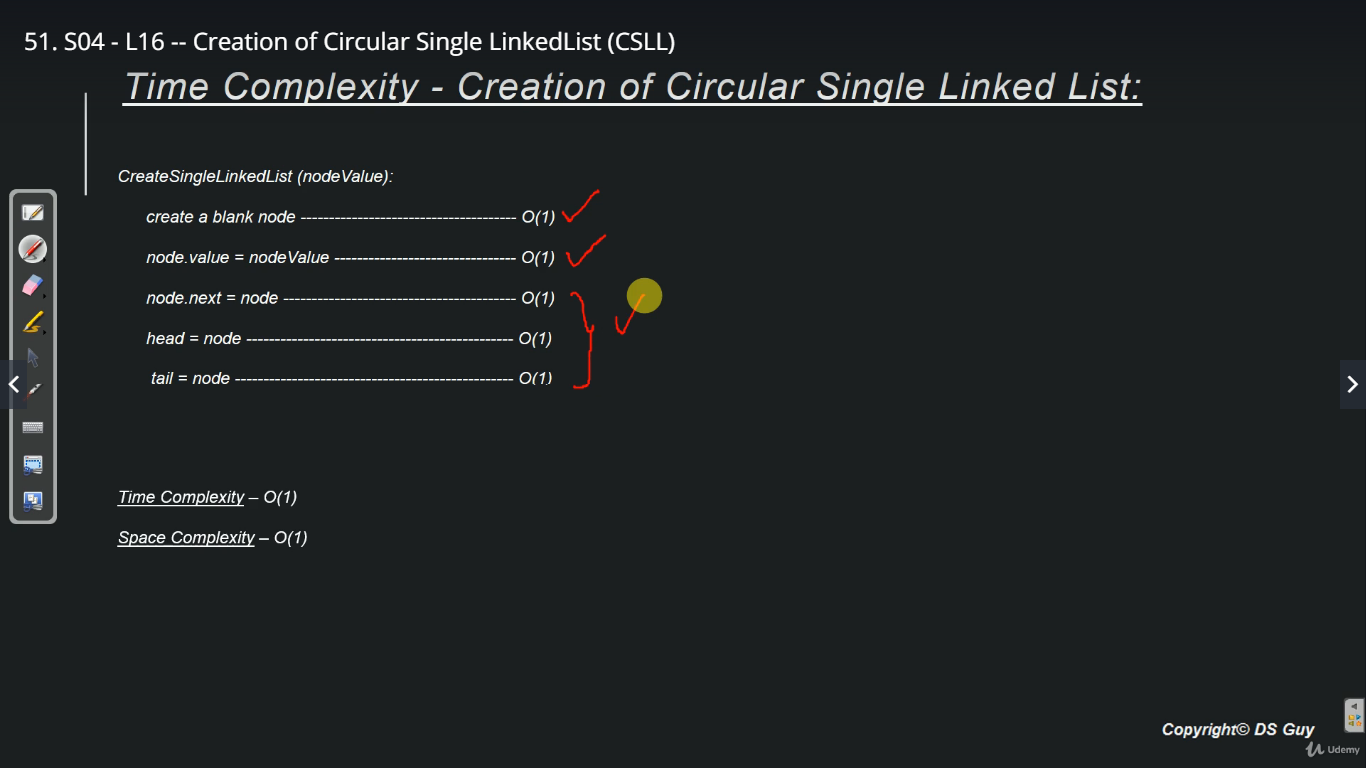 51. S04 - L16 -- Creation of Circular Single LinkedList (CSLL)
Time Complexity - Creation of Circular Single Linked List:
CreateSingleLinkedList (nodeValue):
create a blank node --------------------------------------- O(1)
node.value = nodeValue --------------------------------- O(1)
node.next = node ------------------------------------------ O(1)
head = node ------------------------------------------------ O(1)
tail = node -------------------------------------------------- O(1)
Time Complexity – O(1)
Space Complexity – O(1)
Copyright© DS Guy
Udemy